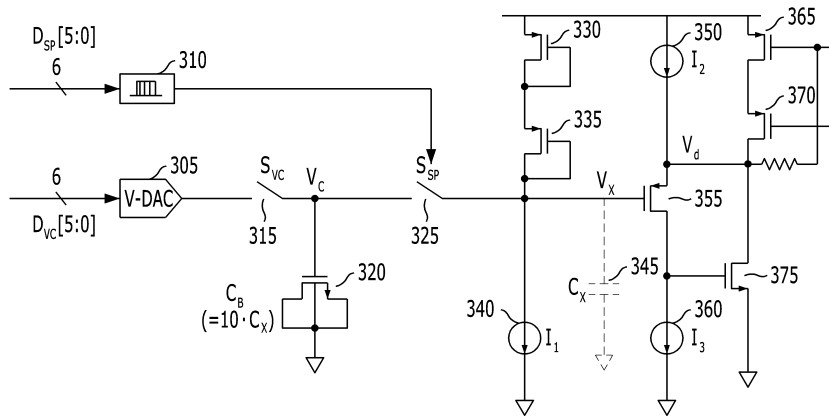 D_SP[5:0]
6
310
330
350
365
I_2
370
335
305
6
V-DAC
D_VC[5:0]
S_VC
315
V_C
S_SP
325
V_X
V_d
355
320
C_B
(=10·C_X)
345
C_X
375
340
I_1
360
I_3